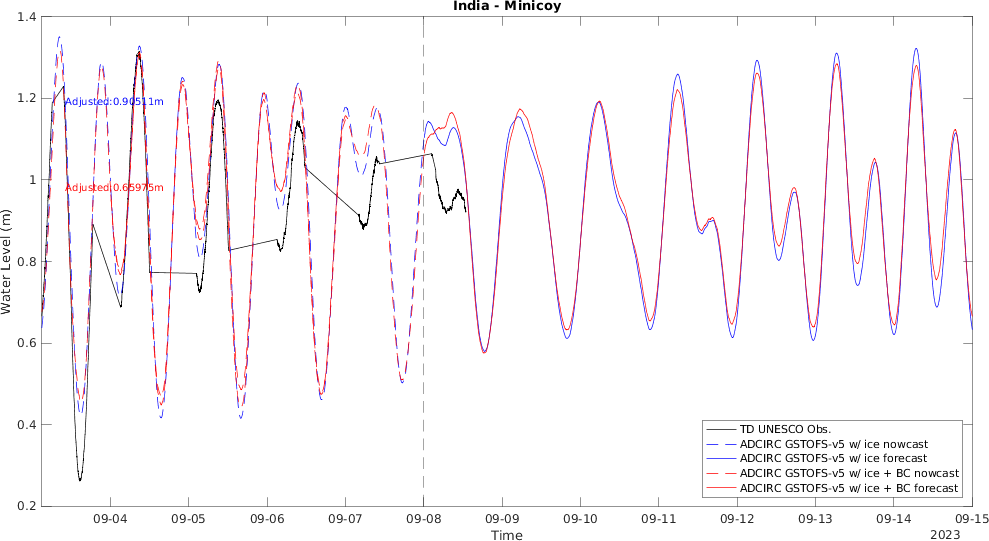 India - Minicoy
1.4
1.2
1
0.8
0.6
0.4
0.2
Water Level (m)
Adjusted:0.90511m
Adjusted:0.65975m
TD UNESCO Obs.
ADCIRC GSTOFS-v5 w/ ice nowcast
ADCIRC GSTOFS-v5 w/ ice forecast
ADCIRC GSTOFS-v5 w/ ice + BC nowcast
ADCIRC GSTOFS-v5 w/ ice + BC forecast
09-04 09-05 09-06 09-07 09-08 09-09 09-10 09-11 09-12 09-13 09-14 09-15
Time
2023